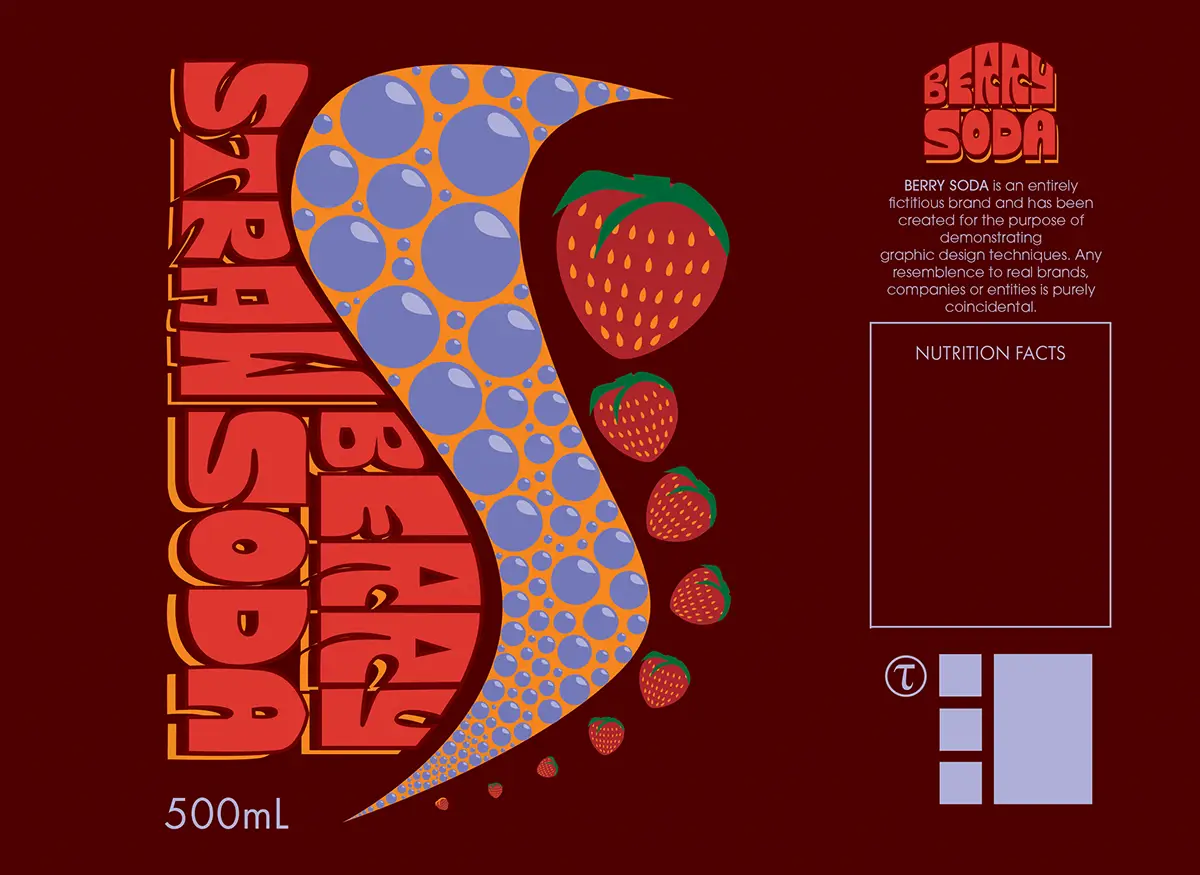 STRAW
BERRY
SODA
500mL
BERRY
SODA
BERRY SODA is an entirely
fictitious brand and has been
created for the purpose of
demonstrating
graphic design techniques. Any
resemblence to real brands,
companies or entities is purely
coincidental.
NUTRITION FACTS
τ